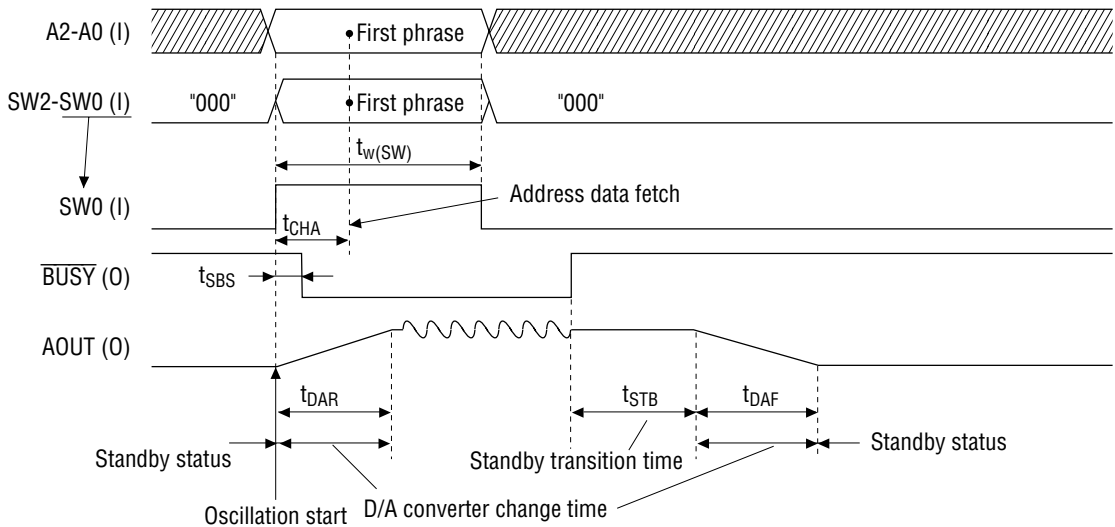 A2-A0 (I)
First phrase
SW2-SW0 (I)
"000"
First phrase
"000"
tw(SW)
SW0 (I)
Address data fetch
tCHA
BUSY (O)
tSBS
AOUT (O)
tDAR
tSTB
tDAF
Standby status
Standby transition time
Standby status
Oscillation start
D/A converter change time